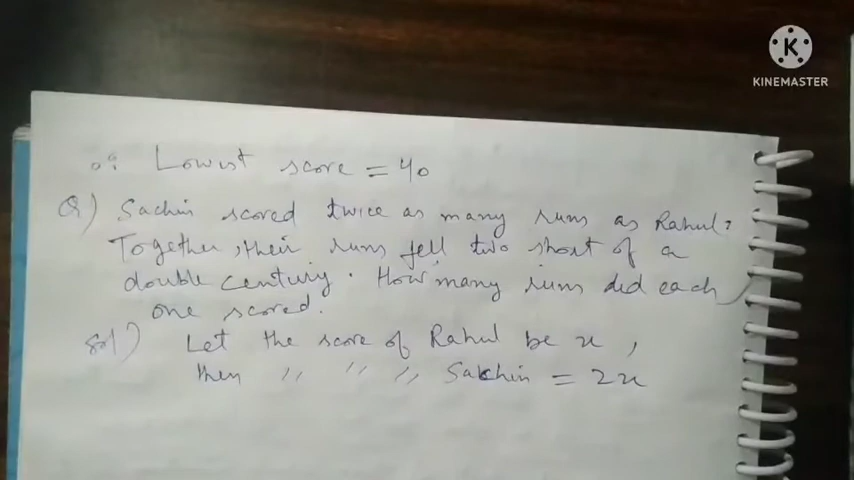 K
KINEMASTER
∴ Lowest score = 40
Q) Sachin scored twice as many runs as Rahul.
Together, their runs fell two short of a
double century. How many runs did each
one scored.
Sol) Let the score of Rahul be x,
then " " " Sachin = 2x